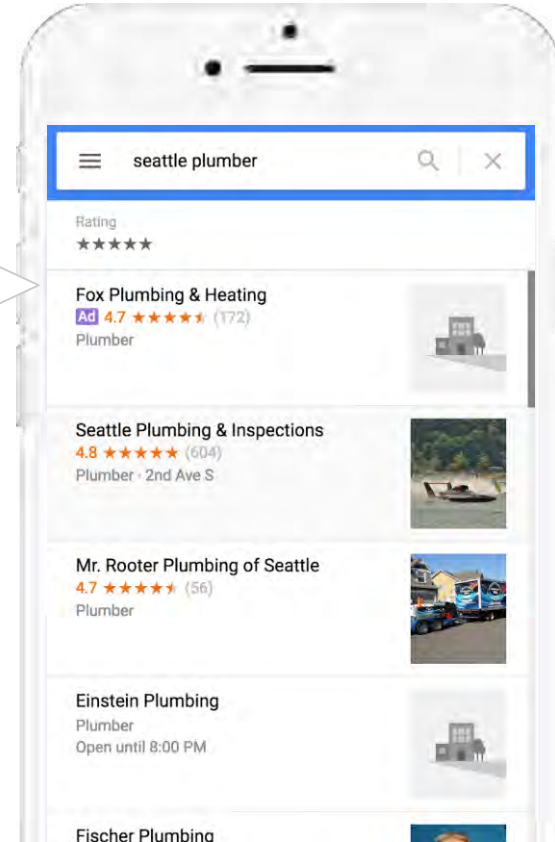 seattle plumber
Rating
★★★★★
Fox Plumbing & Heating
Ad 4.7 ★★★★★ (172)
Plumber
Seattle Plumbing & Inspections
4.8 ★★★★★ (604)
Plumber · 2nd Ave S
Mr. Rooter Plumbing of Seattle
4.7 ★★★★★ (56)
Plumber
Einstein Plumbing
Plumber
Open until 8:00 PM
Fischer Plumbing